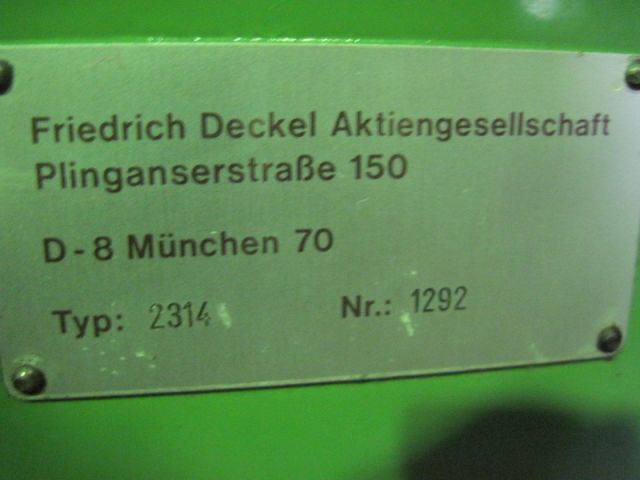 Friedrich Deckel Aktiengesellschaft
Plinganserstraße 150
D-8 München 70
Typ: 2314 Nr.: 1292